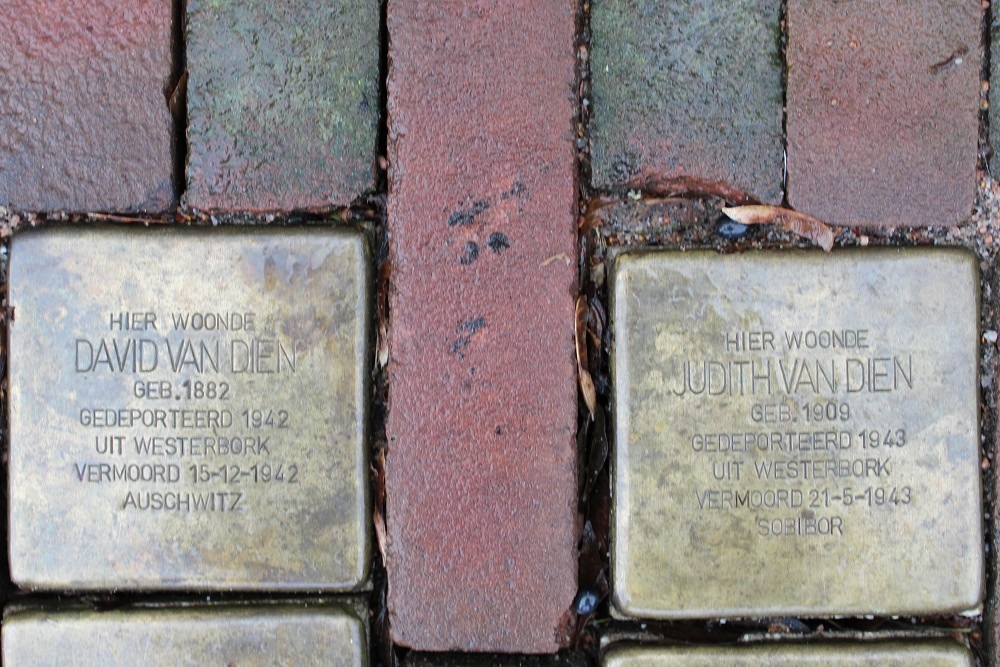 HIER WOONDE
DAVID VAN DIEN
GEB. 1882
GEDEPORTEERD 1942
UIT WESTERBORK
VERMOORD 15-12-1942
AUSCHWITZ
HIER WOONDE
JUDITH VAN DIEN
GEB. 1909
GEDEPORTEERD 1943
UIT WESTERBORK
VERMOORD 21-5-1943
SOBIBOR